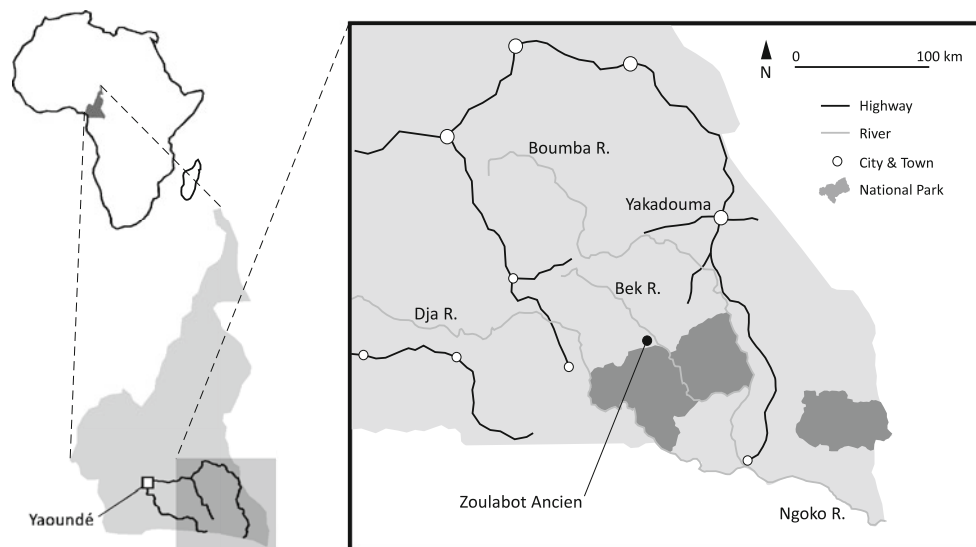 Yaoundé
0 100 km
N
Highway
River
City & Town
National Park
Boumba R.
Yakadouma
Bek R.
Dja R.
Zoulabot Ancien
Ngoko R.